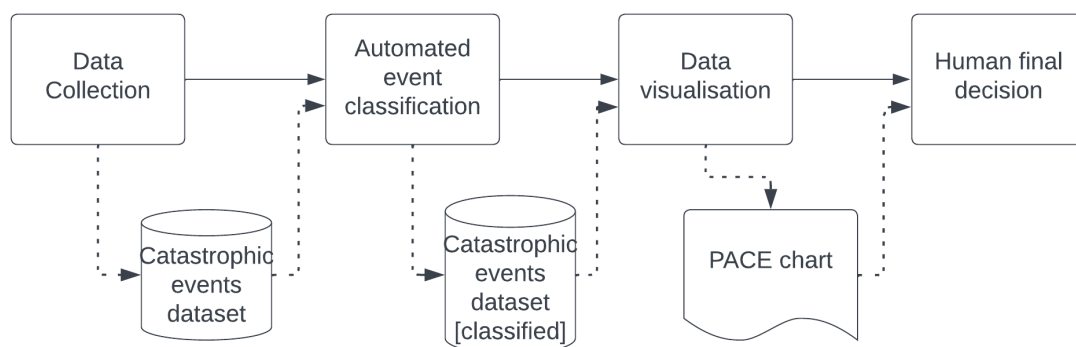 Data
Collection
Automated
event
classification
Data
visualisation
Human final
decision
Catastrophic
events
dataset
Catastrophic
events
dataset
[classified]
PACE chart